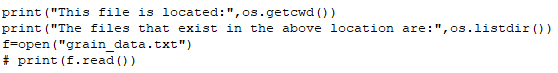 print("This file is located:",os.getcwd())
print("The files that exist in the above location are:",os.listdir())
f=open("grain_data.txt")
# print(f.read())